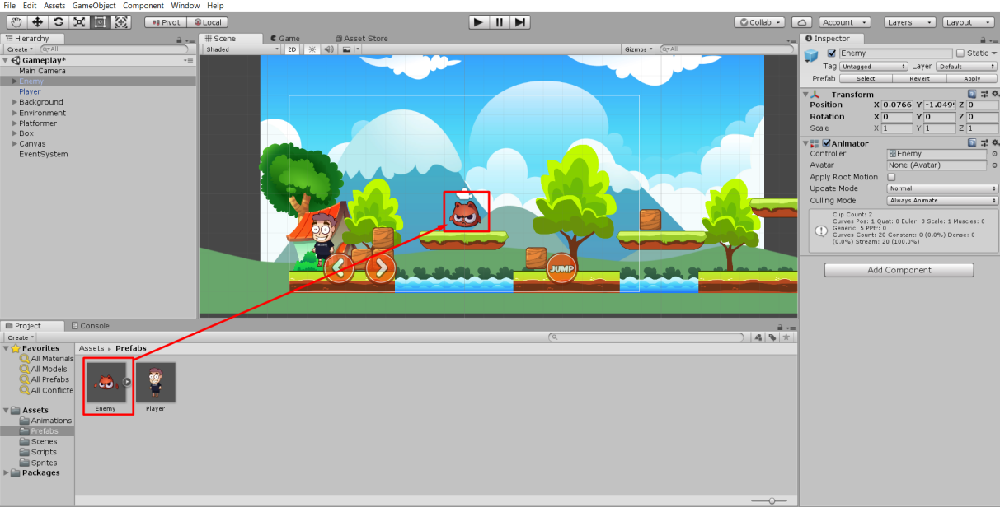 File Edit Assets GameObject Component Window Help
Pivot Local Collab Account Layers Layout
Hierarchy
Create All
Gameplay*
Main Camera
Enemy
Player
Background
Environment
Platformer
Box
Canvas
EventSystem
Scene Game Asset Store
Shaded 2D Gizmos All
JUMP
Inspector
Enemy Static
Tag Untagged Layer Default
Prefab Select Revert Apply
Transform
Position X 0.0766 Y -1.049 Z 0
Rotation X 0 Y 0 Z 0
Scale X 1 Y 1 Z 1
Animator
Controller Enemy
Avatar None (Avatar)
Apply Root Motion
Update Mode Normal
Culling Mode Always Animate
Clip Count: 2
Curves Pos: 1 Quat: 0 Euler: 3 Scale: 1 Muscles: 0
Generic: 5 PPtr: 0
Curves Count: 20 Constant: 0 (0.0%) Dense: 0
(0.0%) Stream: 20 (100.0%)
Add Component
Project Console
Create
Favorites
All Materials
All Models
All Prefabs
All Conflicte
Assets
Animations
Prefabs
Scenes
Scripts
Sprites
Packages
Assets Prefabs
Enemy Player